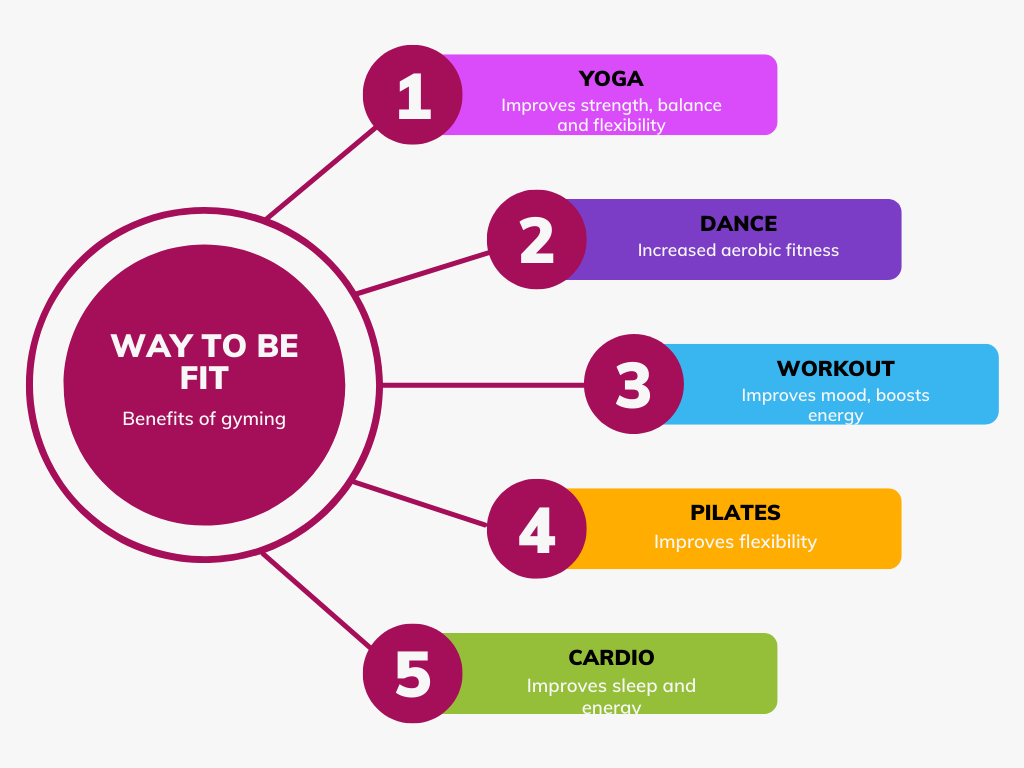 WAY TO BE
FIT
Benefits of gyming
1
YOGA
Improves strength, balance
and flexibility
2
DANCE
Increased aerobic fitness
3
WORKOUT
Improves mood, boosts
energy
4
PILATES
Improves flexibility
5
CARDIO
Improves sleep and
energy